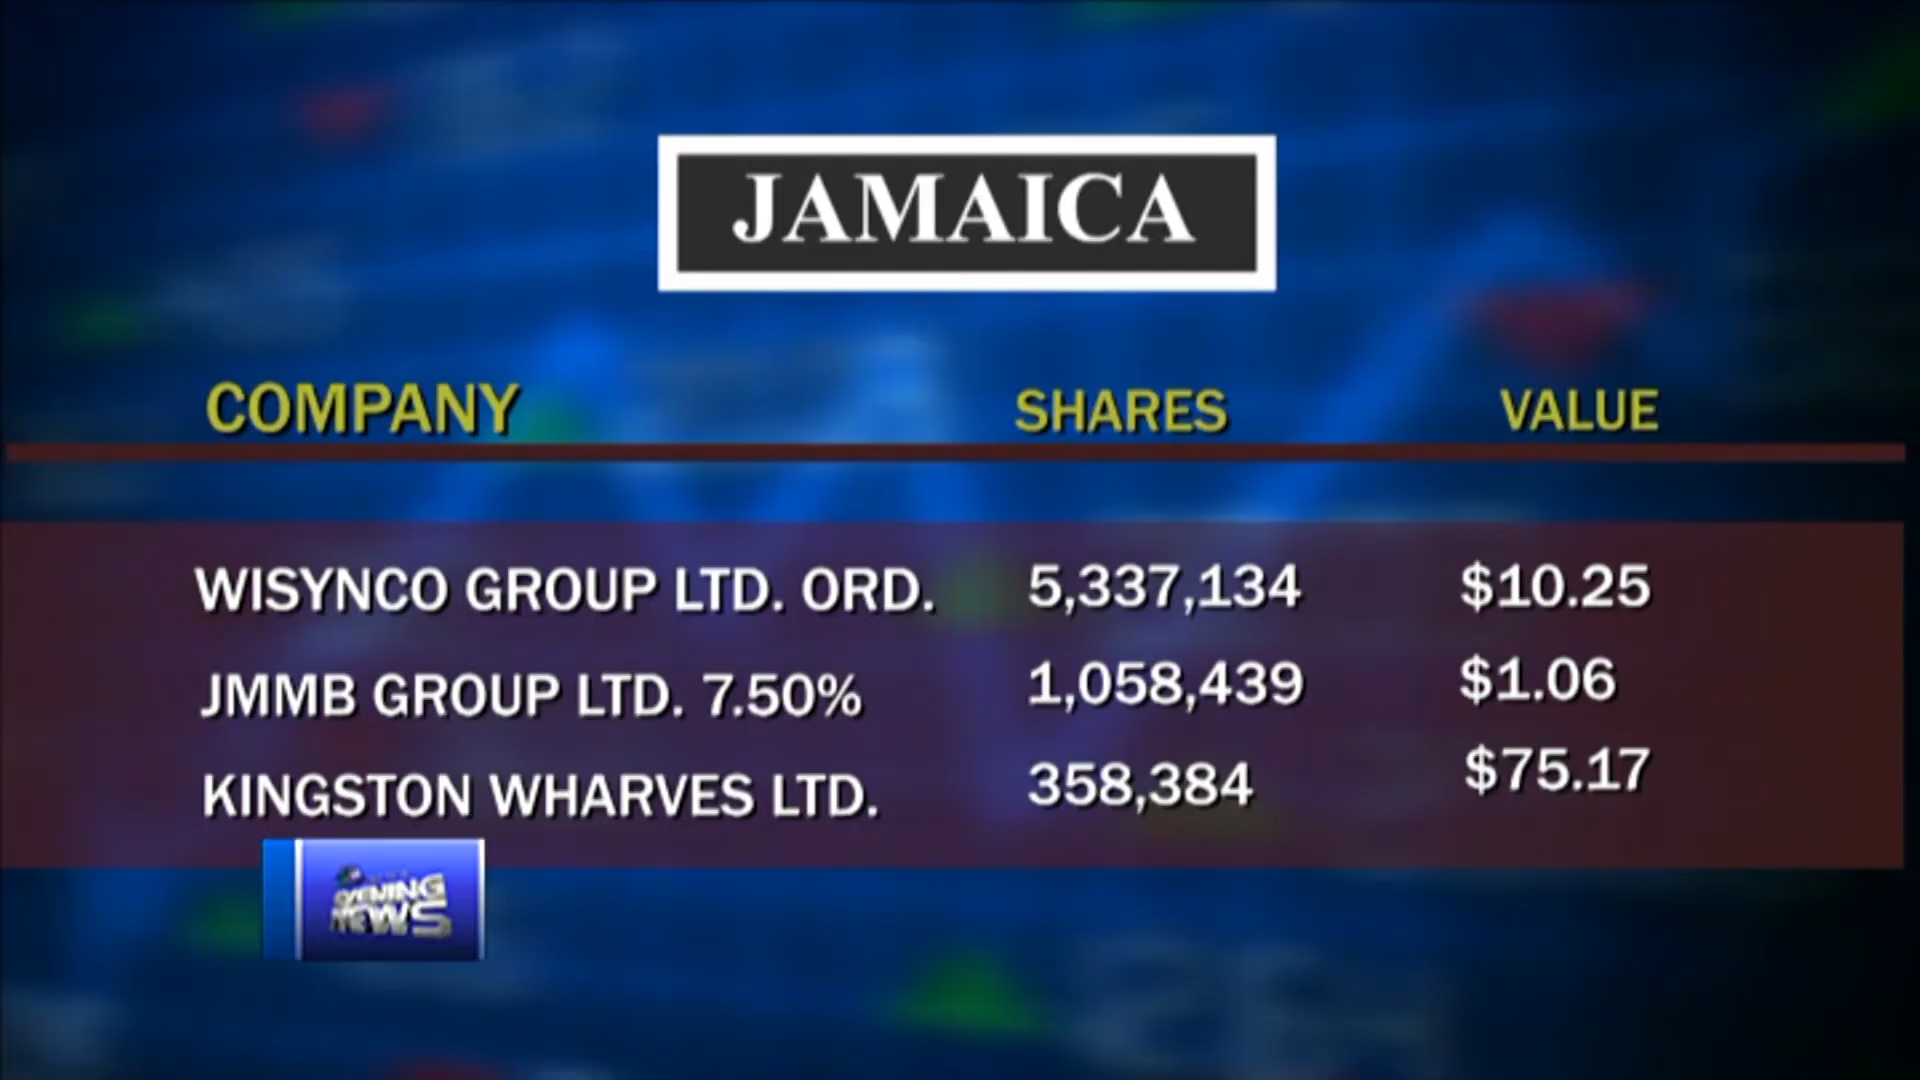 JAMAICA
COMPANY SHARES VALUE
WISYNCO GROUP LTD. ORD. 5,337,134 $10.25
JMMB GROUP LTD. 7.50% 1,058,439 $1.06
KINGSTON WHARVES LTD. 358,384 $75.17
EVENING
NEWS